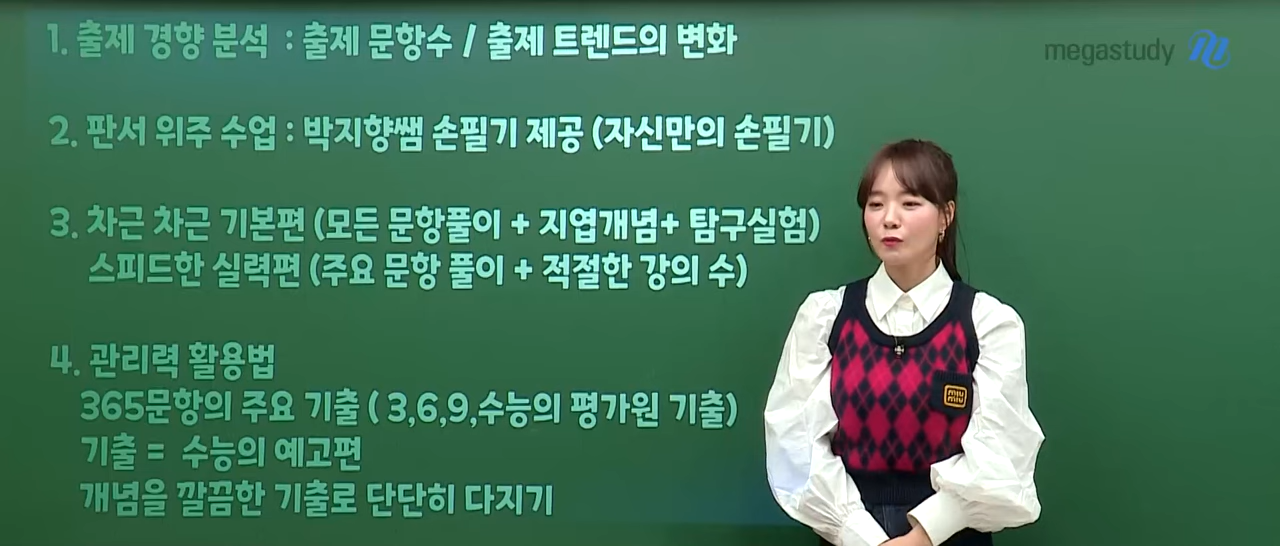 1. 출제 경향 분석 : 출제 문항수 / 출제 트렌드의 변화
megastudy
2. 판서 위주 수업 : 박지향쌤 손필기 제공 (자신만의 손필기)
3. 차근 차근 기본편 (모든 문항풀이 + 지엽개념+ 탐구실험)
스피드한 실력편 (주요 문항 풀이 + 적절한 강의 수)
4. 관리력 활용법
365문항의 주요 기출 ( 3,6,9,수능의 평가원 기출)
기출 = 수능의 예고편
개념을 깔끔한 기출로 단단히 다지기
miu
miu